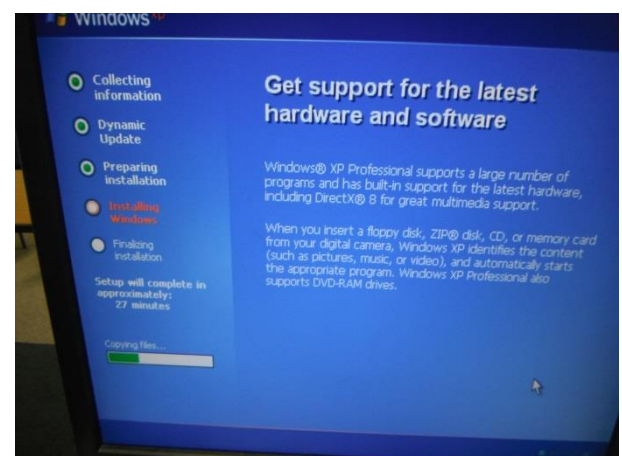 Windows xp
Collecting
information
Dynamic
Update
Preparing
installation
Installing
Windows
Finalizing
installation
Setup will complete in
approximately:
27 minutes
Copying files...
Get support for the latest
hardware and software
Windows® XP Professional supports a large number of
programs and has built-in support for the latest hardware,
including DirectX® 8 for great multimedia support.
When you insert a floppy disk, ZIP® disk, CD, or memory card
from your digital camera, Windows XP identifies the content
(such as pictures, music, or video), and automatically starts
the appropriate program. Windows XP Professional also
supports DVD-RAM drives.